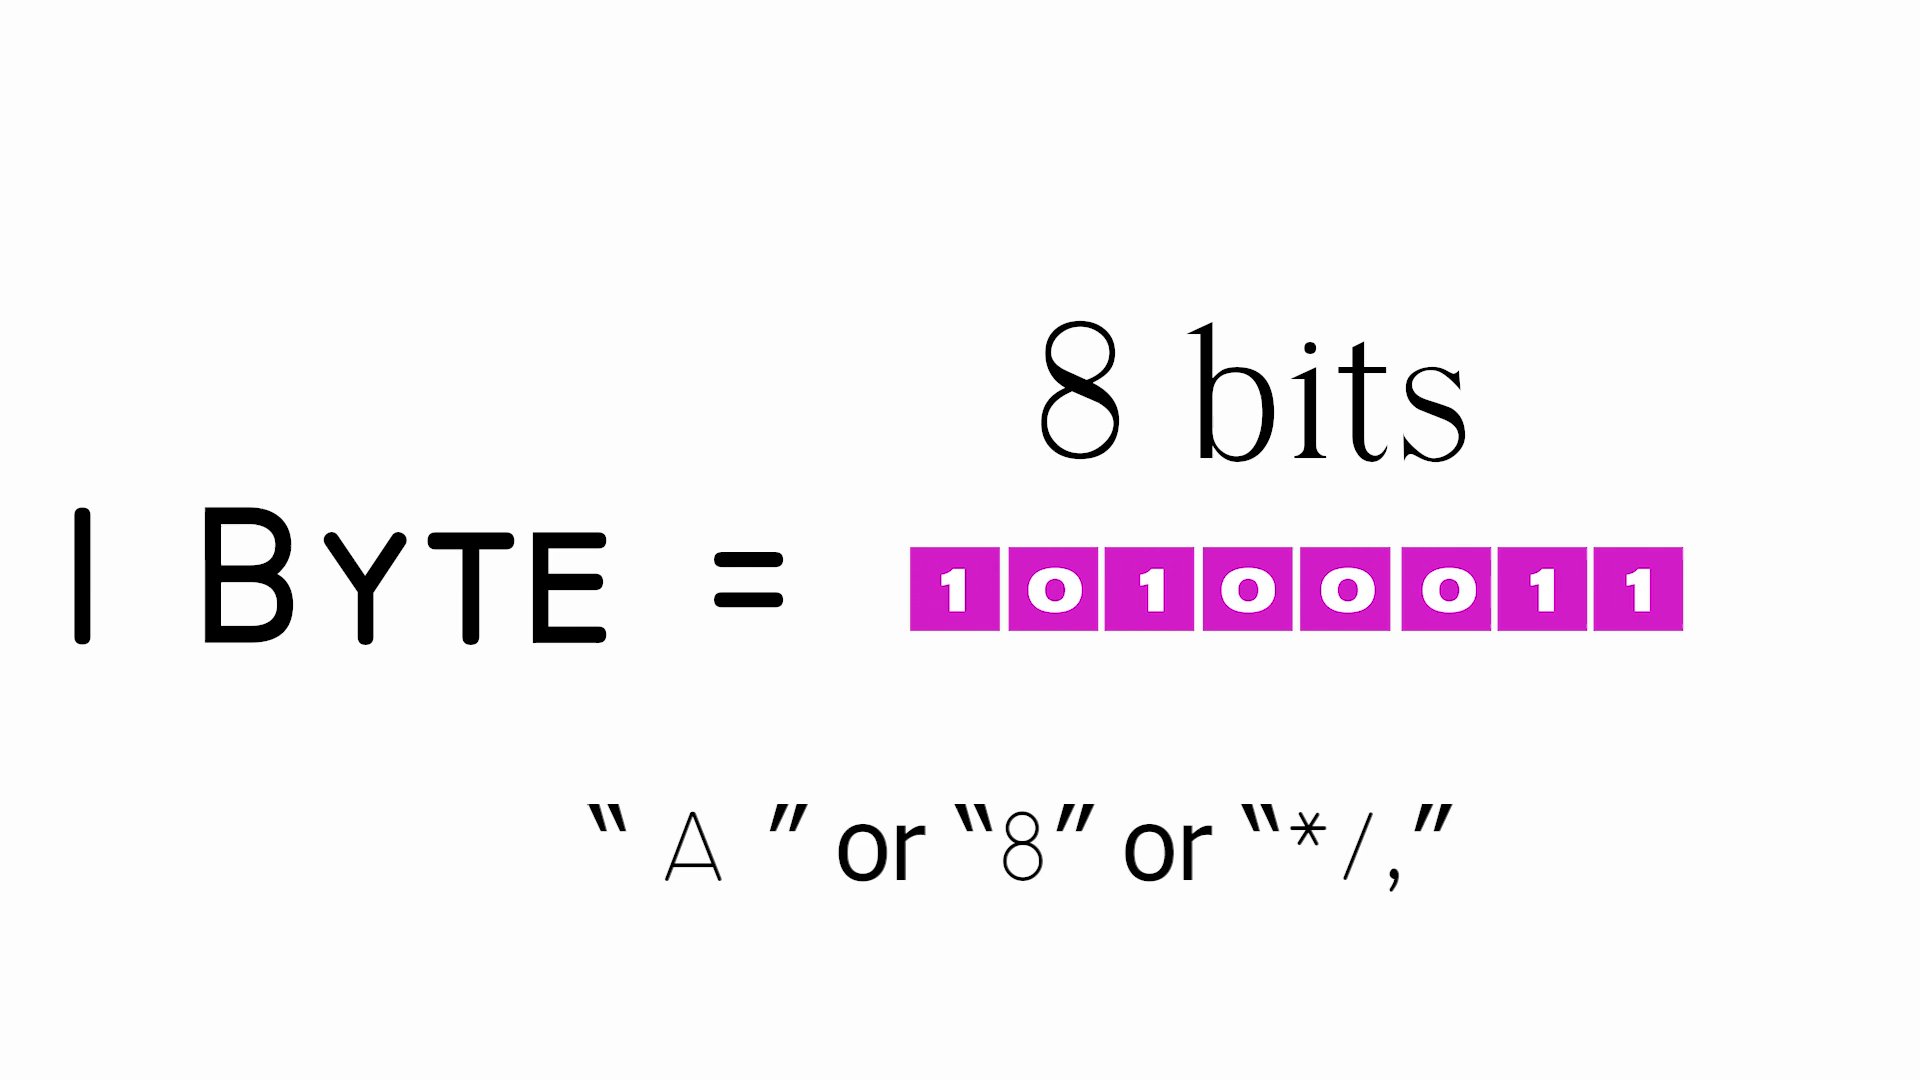 8 bits
1 BYTE = 1 0 1 0 0 0 1 1
“ A ” or “8” or “*/,”